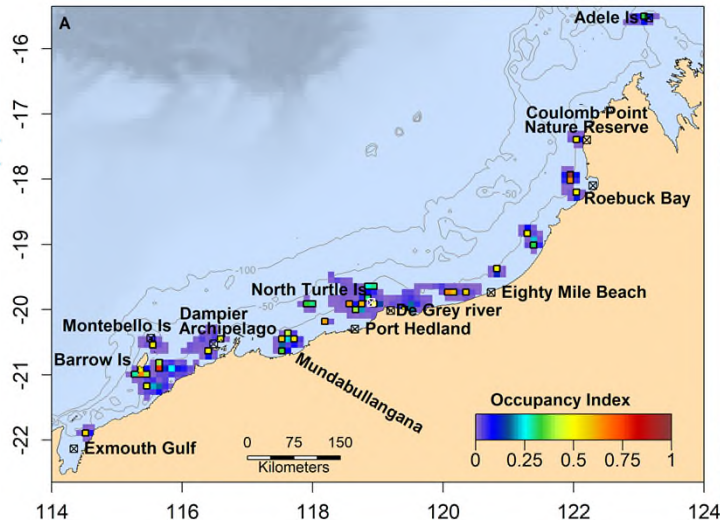 A
Adele Is
-16
-17
Coulomb Point
Nature Reserve
-18
Roebuck Bay
-50
-19
-100
-50
North Turtle Is
Eighty Mile Beach
-20
De Grey river
Dampier
Montebello Is
Archipelago
Port Hedland
Barrow Is
-21
Mundabullangana
Occupancy Index
-22
Exmouth Gulf
0 75 150
Kilometers
0 0.25 0.75 1
114 116 118 120 122 124